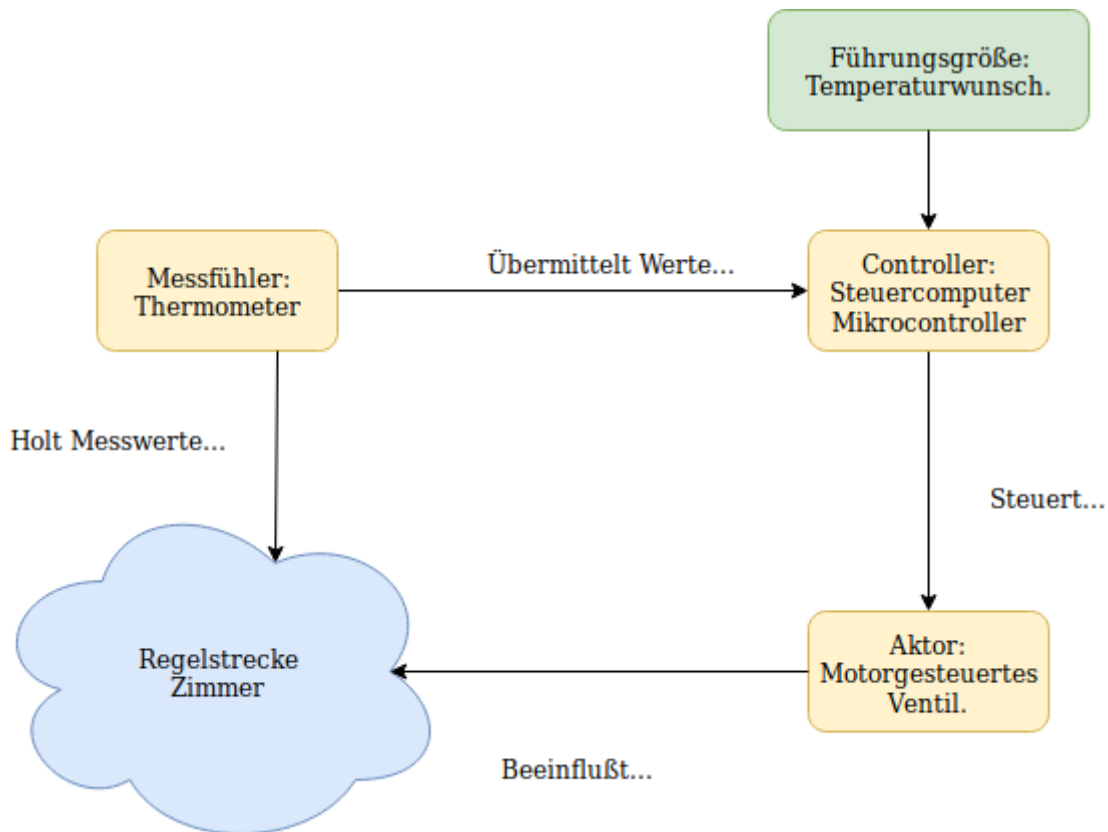 Führungsgröße:
Temperaturwunsch.
Messfühler:
Thermometer
Übermittelt Werte...
Controller:
Steuercomputer
Mikrocontroller
Holt Messwerte...
Steuert...
Regelstrecke
Zimmer
Aktor:
Motorgesteuertes
Ventil.
Beeinflußt...